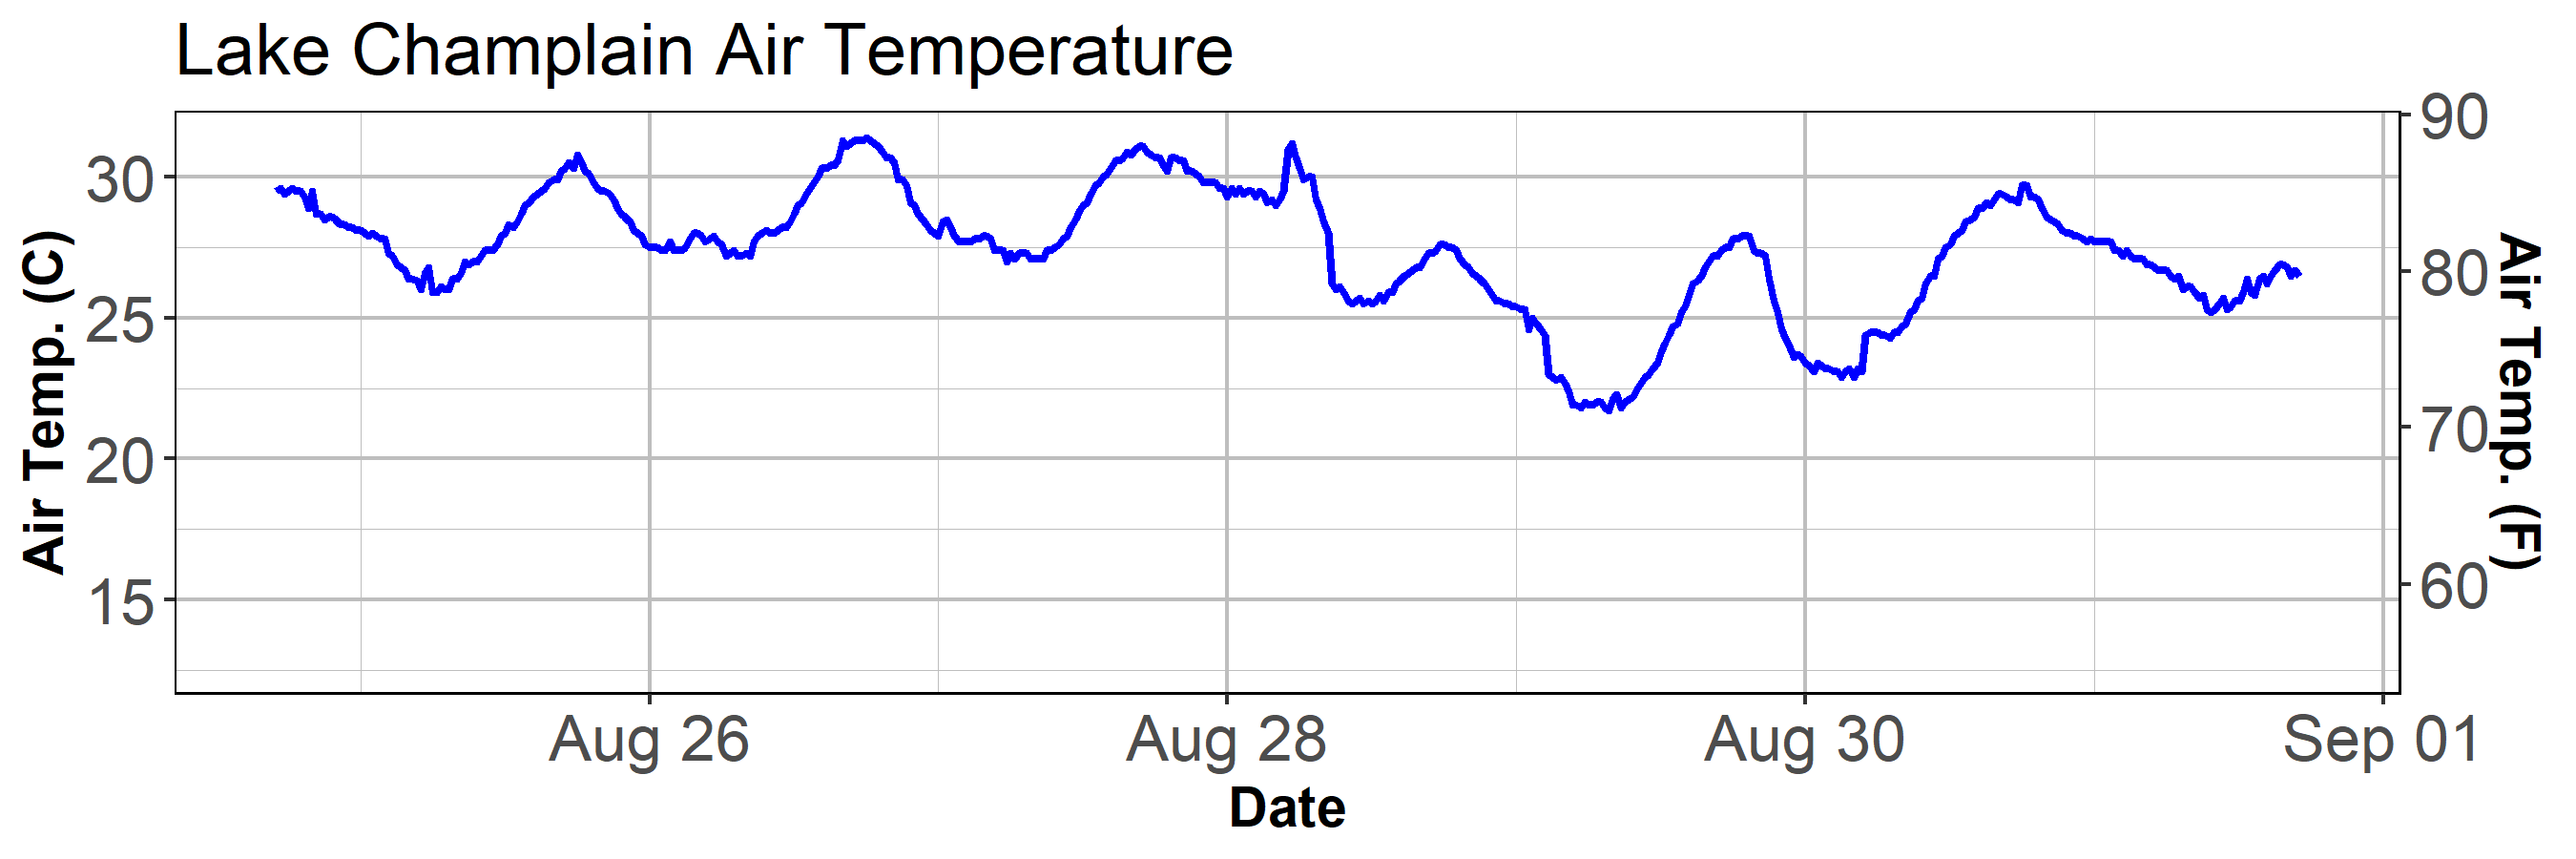 Lake Champlain Air Temperature
Air Temp. (C)
30
25
20
15
90
80
70
60
Air Temp. (F)
Aug 26
Aug 28
Aug 30
Sep 01
Date